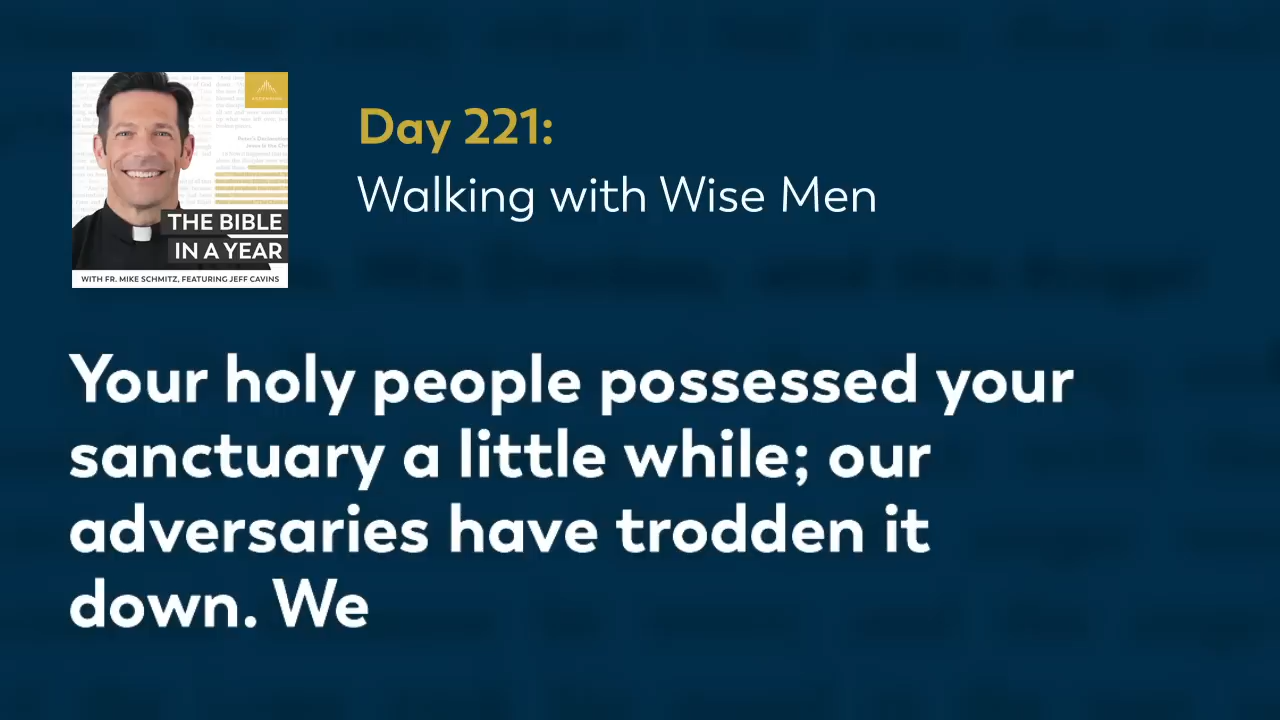 Day 221:
Walking with Wise Men
THE BIBLE
IN A YEAR
WITH FR. MIKE SCHMITZ, FEATURING JEFF CAVINS
Your holy people possessed your
sanctuary a little while; our
adversaries have trodden it
down. We